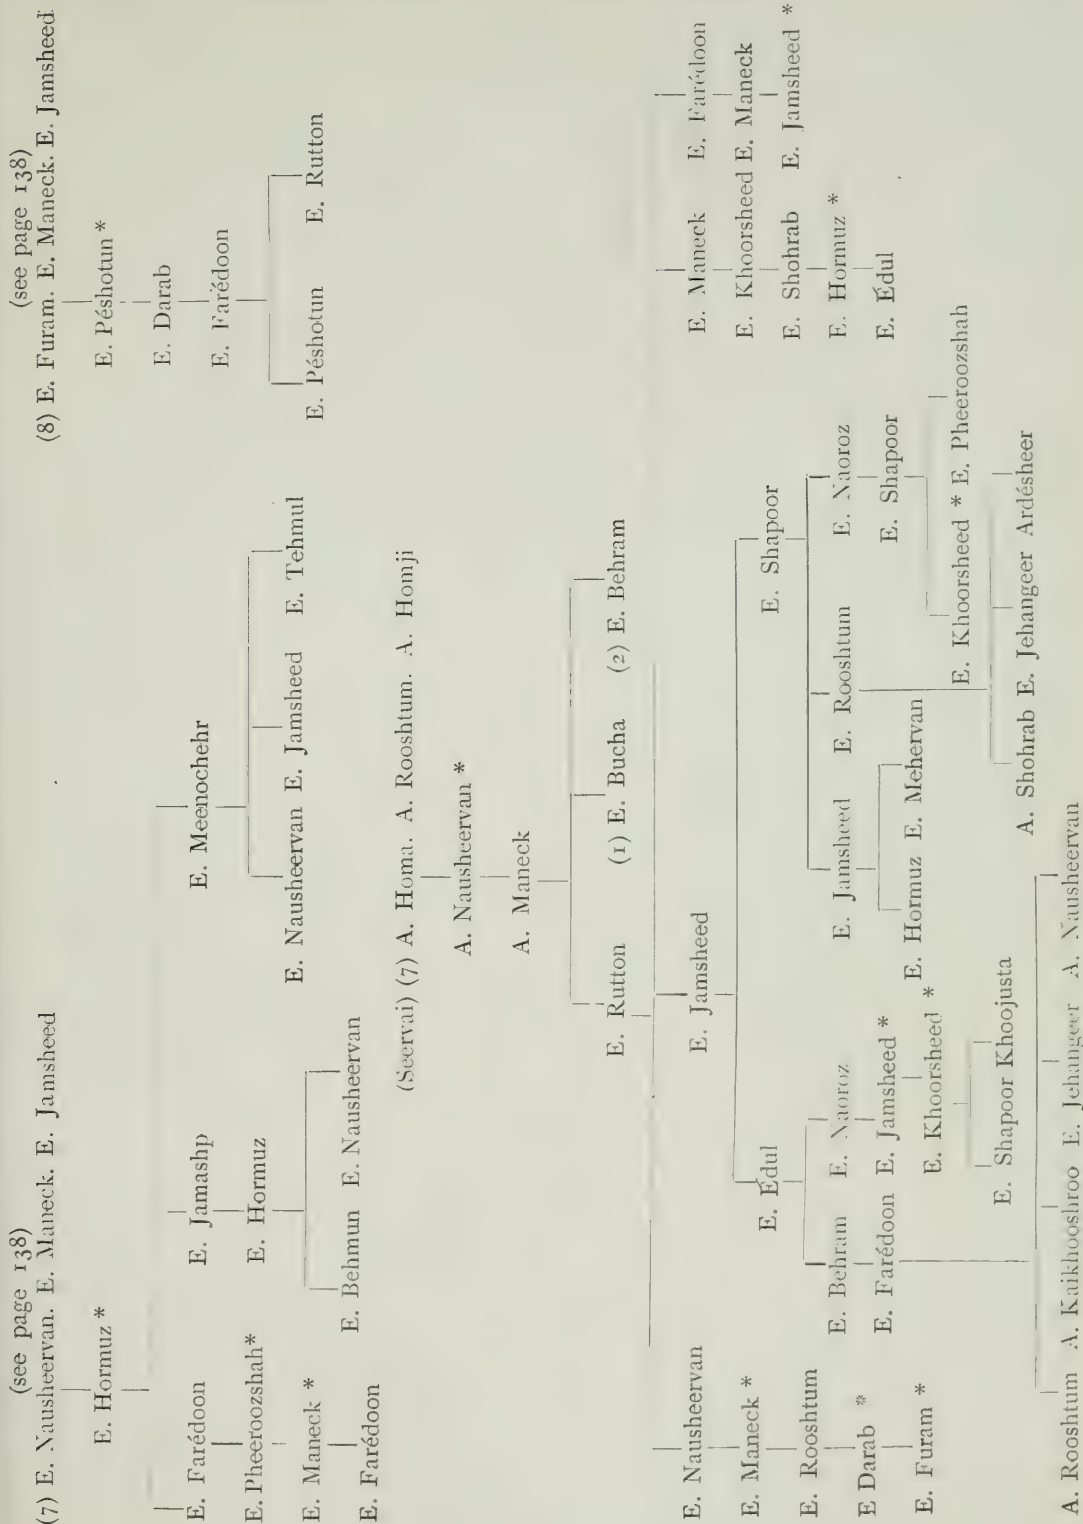 (see page 138)
(7) E. Nausheervan. E. Maneck. E. Jamsheed
E. Hormuz *
E. Farédoon
E. Jamashp
E. Meenochehr
E. Pheeroozshah*
E. Hormuz
E. Maneck *
E. Nausheervan E. Jamsheed E. Tehmul
E. Farédoon
E. Behmun E. Nausheervan
(see page 138)
(8) E. Furam. E. Maneck. E. Jamsheed
E. Péshotun *
E. Darab
E. Farédoon
E. Péshotun E. Rutton
(Seervai) (7) A. Homa. A. Rooshtum. A. Homji
A. Nausheervan *
A. Maneck
E. Rutton (1) E. Bucha (2) E. Behram
E. Nausheervan E. Jamsheed E. Maneck E. Farédoon
E. Maneck * E. Khoorsheed E. Maneck
E. Rooshtum E. Edul E. Shapoor E. Shohrab E. Jamsheed *
E Darab * E. Hormuz *
E. Furam * E. Édul
E. Behram E. Naoroz E. Jamsheed E. Rooshtum E. Naoroz
E. Farédoon E. Jamsheed * E. Hormuz E. Mehervan E. Shapoor
E. Khoorsheed * E. Khoorsheed * E. Pheeroozshah
E. Shapoor Khoojusta A. Shohrab E. Jehangeer Ardésheer
A. Rooshtum A. Kaikhooshroo E. Jehangeer A. Nausheervan